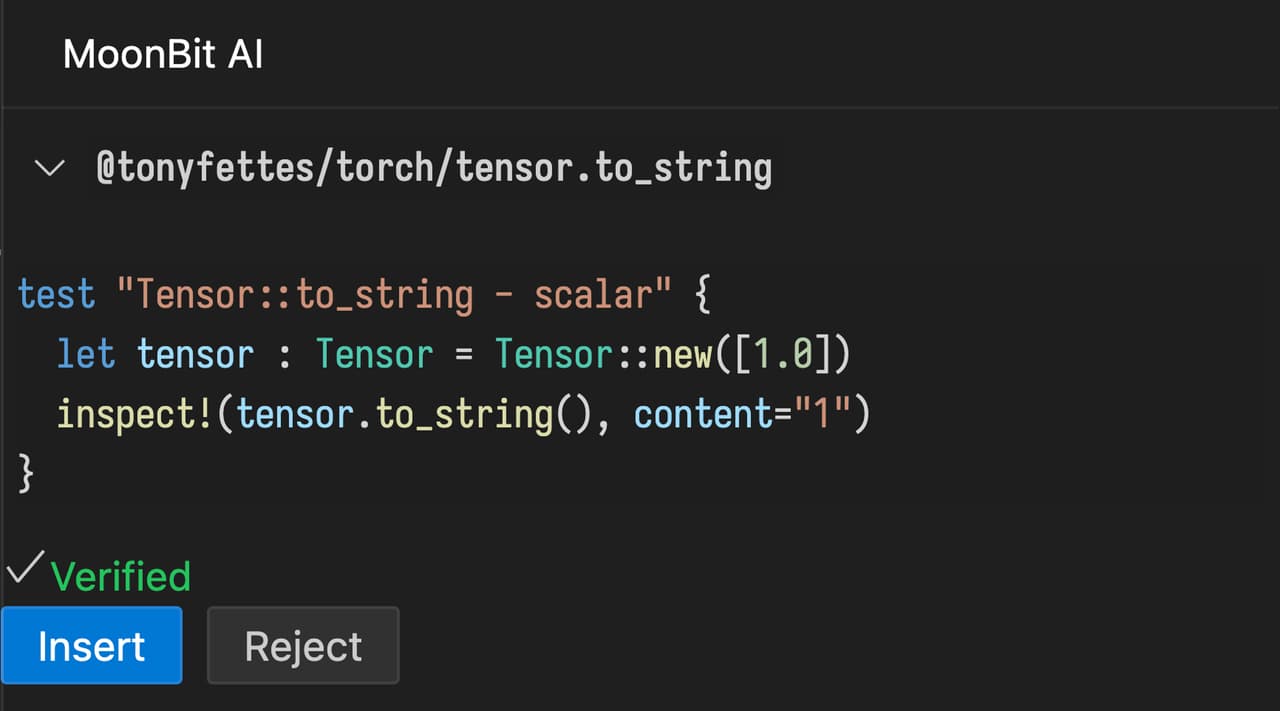 MoonBit AI
@tonyfettes/torch/tensor.to_string
test "Tensor::to_string - scalar" {
  let tensor : Tensor = Tensor::new([1.0])
  inspect!(tensor.to_string(), content="1")
}
Verified
Insert Reject